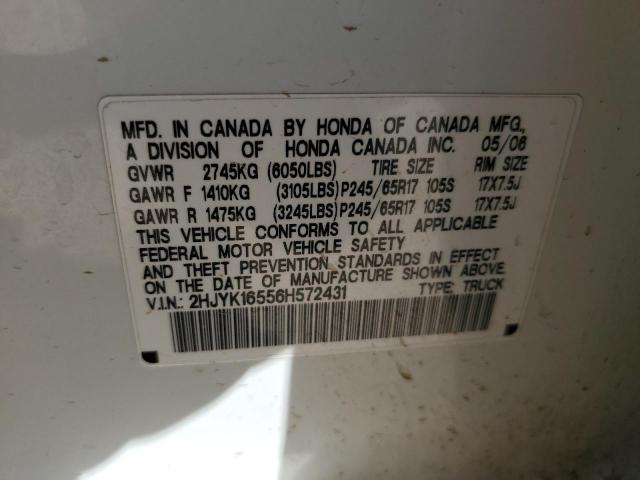 MFD. IN CANADA BY HONDA OF CANADA MFG.,
A DIVISION OF HONDA CANADA INC. 05/06
GVWR 2745KG (6050LBS) TIRE SIZE RIM SIZE
GAWR F 1410KG (3105LBS) P245/65R17 105S 17X7.5J
GAWR R 1475KG (3245LBS) P245/65R17 105S 17X7.5J
THIS VEHICLE CONFORMS TO ALL APPLICABLE
FEDERAL MOTOR VEHICLE SAFETY
AND THEFT PREVENTION STANDARDS IN EFFECT
ON THE DATE OF MANUFACTURE SHOWN ABOVE.
V.I.N.: 2HJYK16556H572431 TYPE: TRUCK